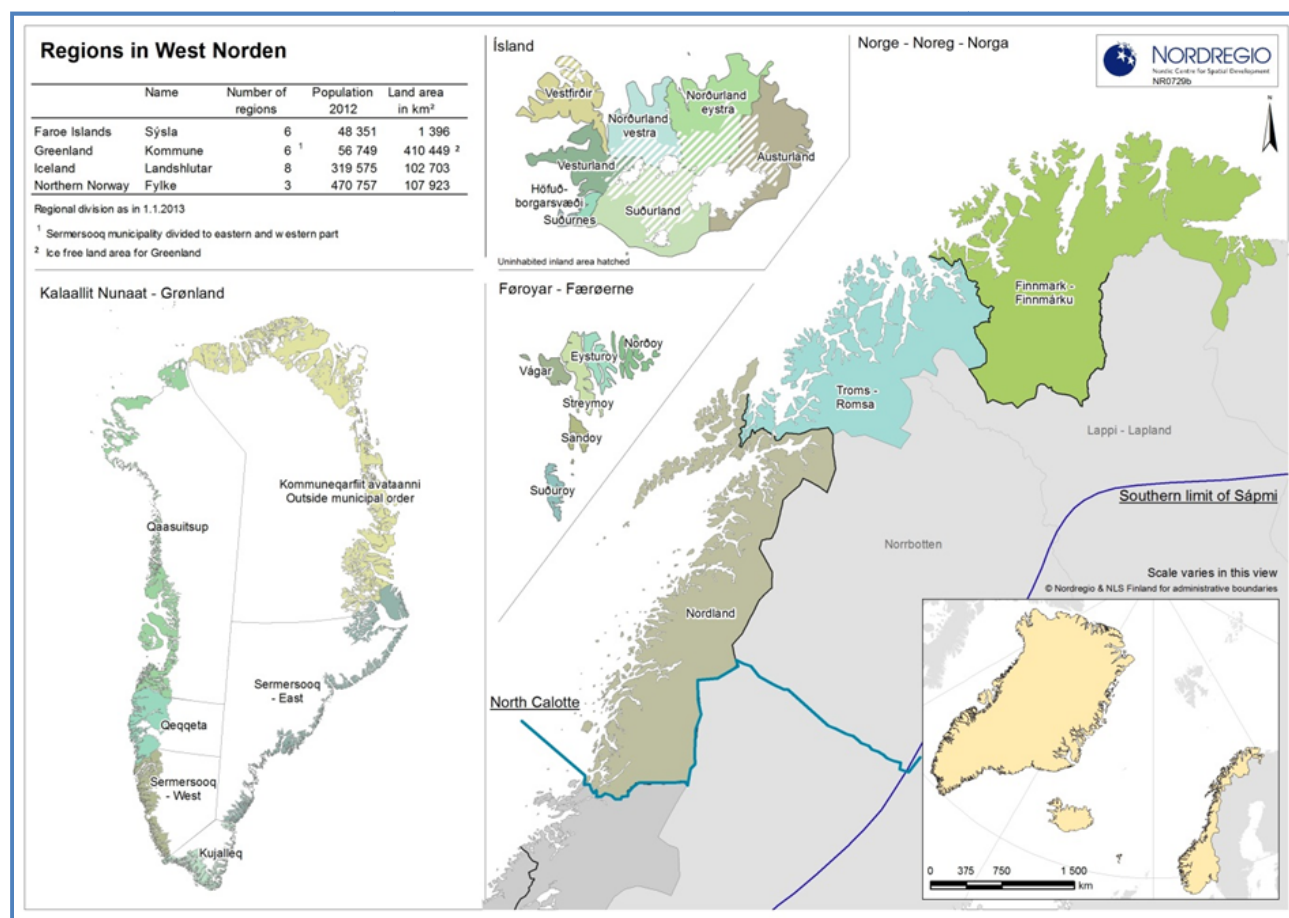 Regions in West Norden
Name Number of regions Population 2012 Land area in km²
Faroe Islands Sýsla 6 48 351 1 396
Greenland Kommune 6 ¹ 56 749 410 449 ²
Iceland Landshlutar 8 319 575 102 703
Northern Norway Fylke 3 470 757 107 923
Regional division as in 1.1.2013
¹ Sermersooq municipality divided to eastern and western part
² Ice free land area for Greenland
Ísland
Vestfirðir
Norðurland
eystra
Norðurland
vestra
Austurland
Vesturland
Höfuð-
borgarsvæði
Suðurland
Suðurnes
Uninhabited inland area hatched
Norge - Noreg - Norga
NORDREGIO
Nordic Centre for Spatial Development
NR0729b
N
Finnmark -
Finnmárku
Troms -
Romsa
Lappi - Lapland
Southern limit of Sápmi
Norrbotten
Nordland
North Calotte
Scale varies in this view
© Nordregio & NLS Finland for administrative boundaries
0 375 750 1 500
km
Føroyar - Færøerne
Norðoy
Eysturoy
Vágar
Streymoy
Sandoy
Suðuroy
Kalaallit Nunaat - Grønland
Kommuneqarfiit avataanni
Outside municipal order
Qaasuitsup
Sermersooq
- East
Qeqqeta
Sermersooq
- West
Kujalleq